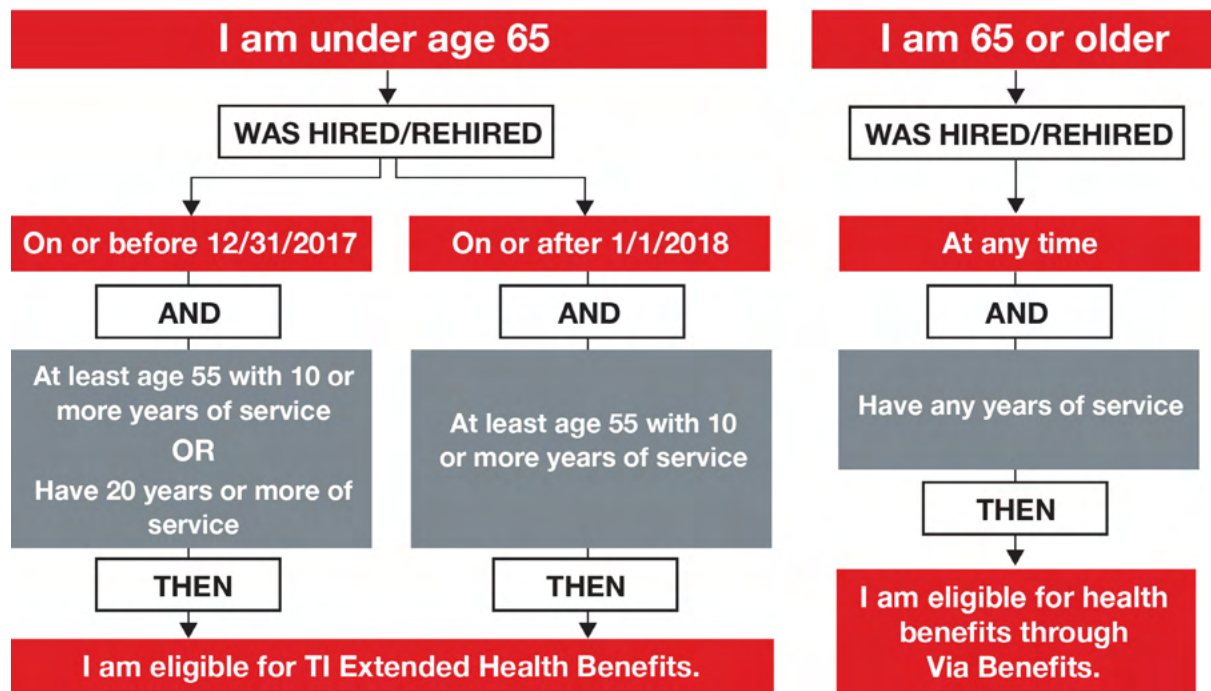 I am under age 65
WAS HIRED/REHIRED
On or before 12/31/2017
AND
At least age 55 with 10 or
more years of service
OR
Have 20 years or more of
service
THEN
On or after 1/1/2018
AND
At least age 55 with 10
or more years of service
THEN
I am eligible for TI Extended Health Benefits.
I am 65 or older
WAS HIRED/REHIRED
At any time
AND
Have any years of service
THEN
I am eligible for health
benefits through
Via Benefits.